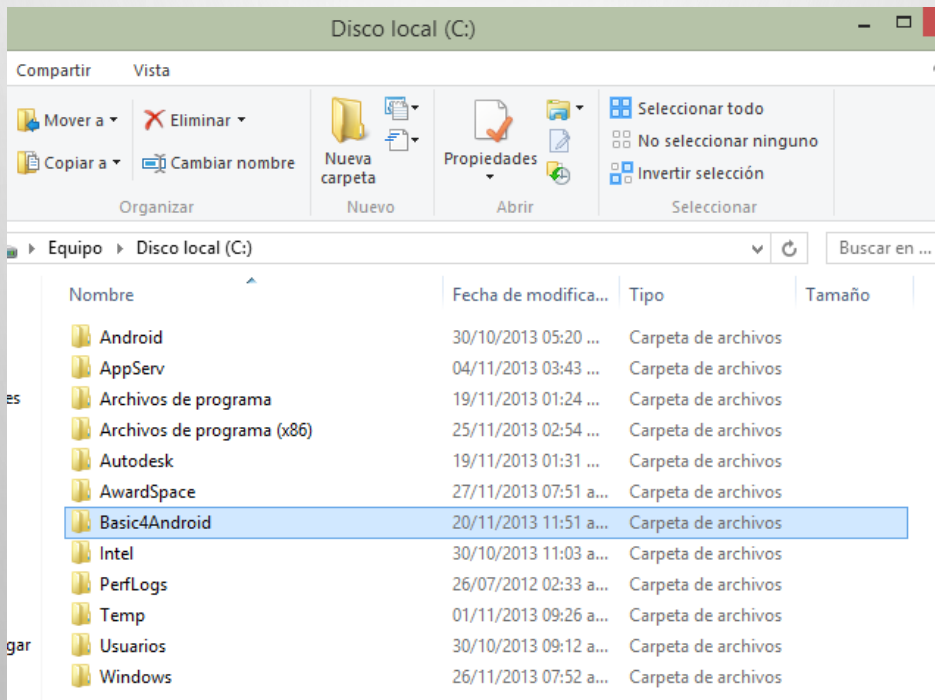 Disco local (C:)
Compartir Vista
Mover a Eliminar
Copiar a Cambiar nombre
Nueva carpeta
Propiedades
Seleccionar todo
No seleccionar ninguno
Invertir selección
Organizar Nuevo Abrir Seleccionar
Equipo Disco local (C:) Buscar en ...
Nombre Fecha de modifica... Tipo Tamaño
Android 30/10/2013 05:20 ... Carpeta de archivos
AppServ 04/11/2013 03:43 ... Carpeta de archivos
es Archivos de programa 19/11/2013 01:24 ... Carpeta de archivos
Archivos de programa (x86) 25/11/2013 02:54 ... Carpeta de archivos
Autodesk 19/11/2013 01:31 ... Carpeta de archivos
AwardSpace 27/11/2013 07:51 a... Carpeta de archivos
Basic4Android 20/11/2013 11:51 a... Carpeta de archivos
Intel 30/10/2013 11:03 a... Carpeta de archivos
PerfLogs 26/07/2012 02:33 a... Carpeta de archivos
Temp 01/11/2013 09:26 a... Carpeta de archivos
gar Usuarios 30/10/2013 09:12 a... Carpeta de archivos
Windows 26/11/2013 07:52 a... Carpeta de archivos